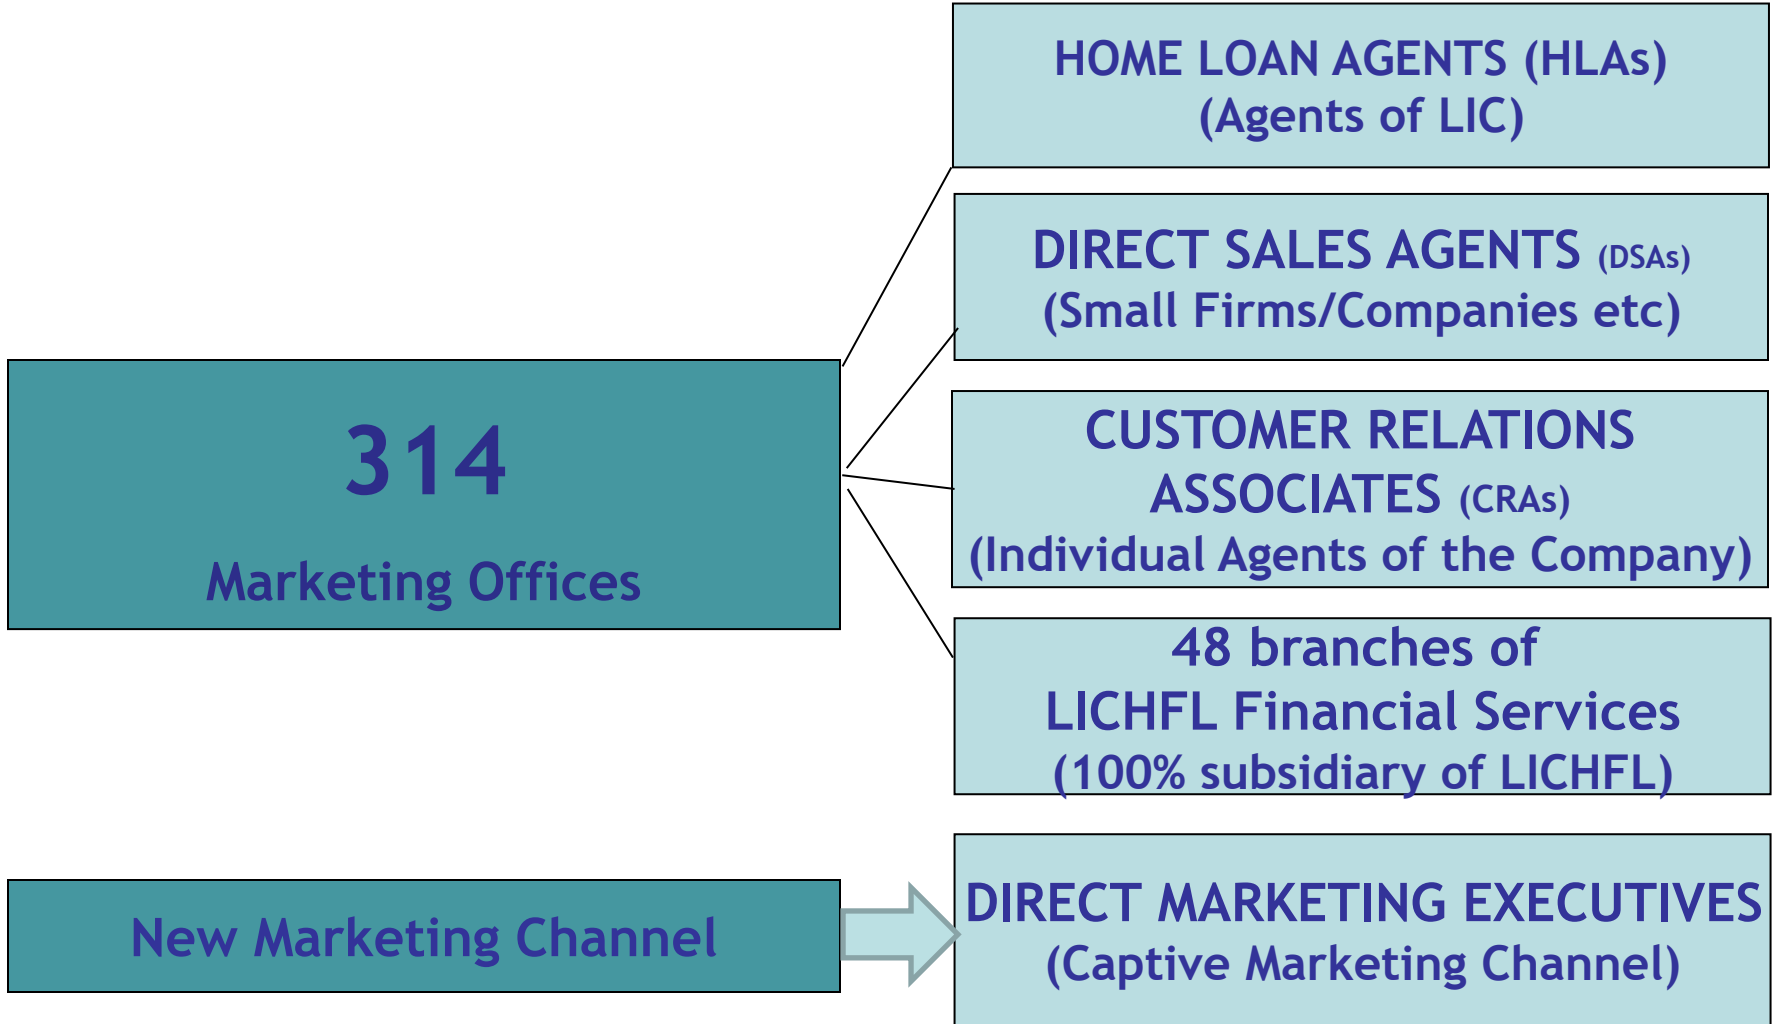 HOME LOAN AGENTS (HLAs)
(Agents of LIC)
DIRECT SALES AGENTS (DSAs)
(Small Firms/Companies etc)
314
Marketing Offices
CUSTOMER RELATIONS
ASSOCIATES (CRAs)
(Individual Agents of the Company)
48 branches of
LICHFL Financial Services
(100% subsidiary of LICHFL)
New Marketing Channel
DIRECT MARKETING EXECUTIVES
(Captive Marketing Channel)